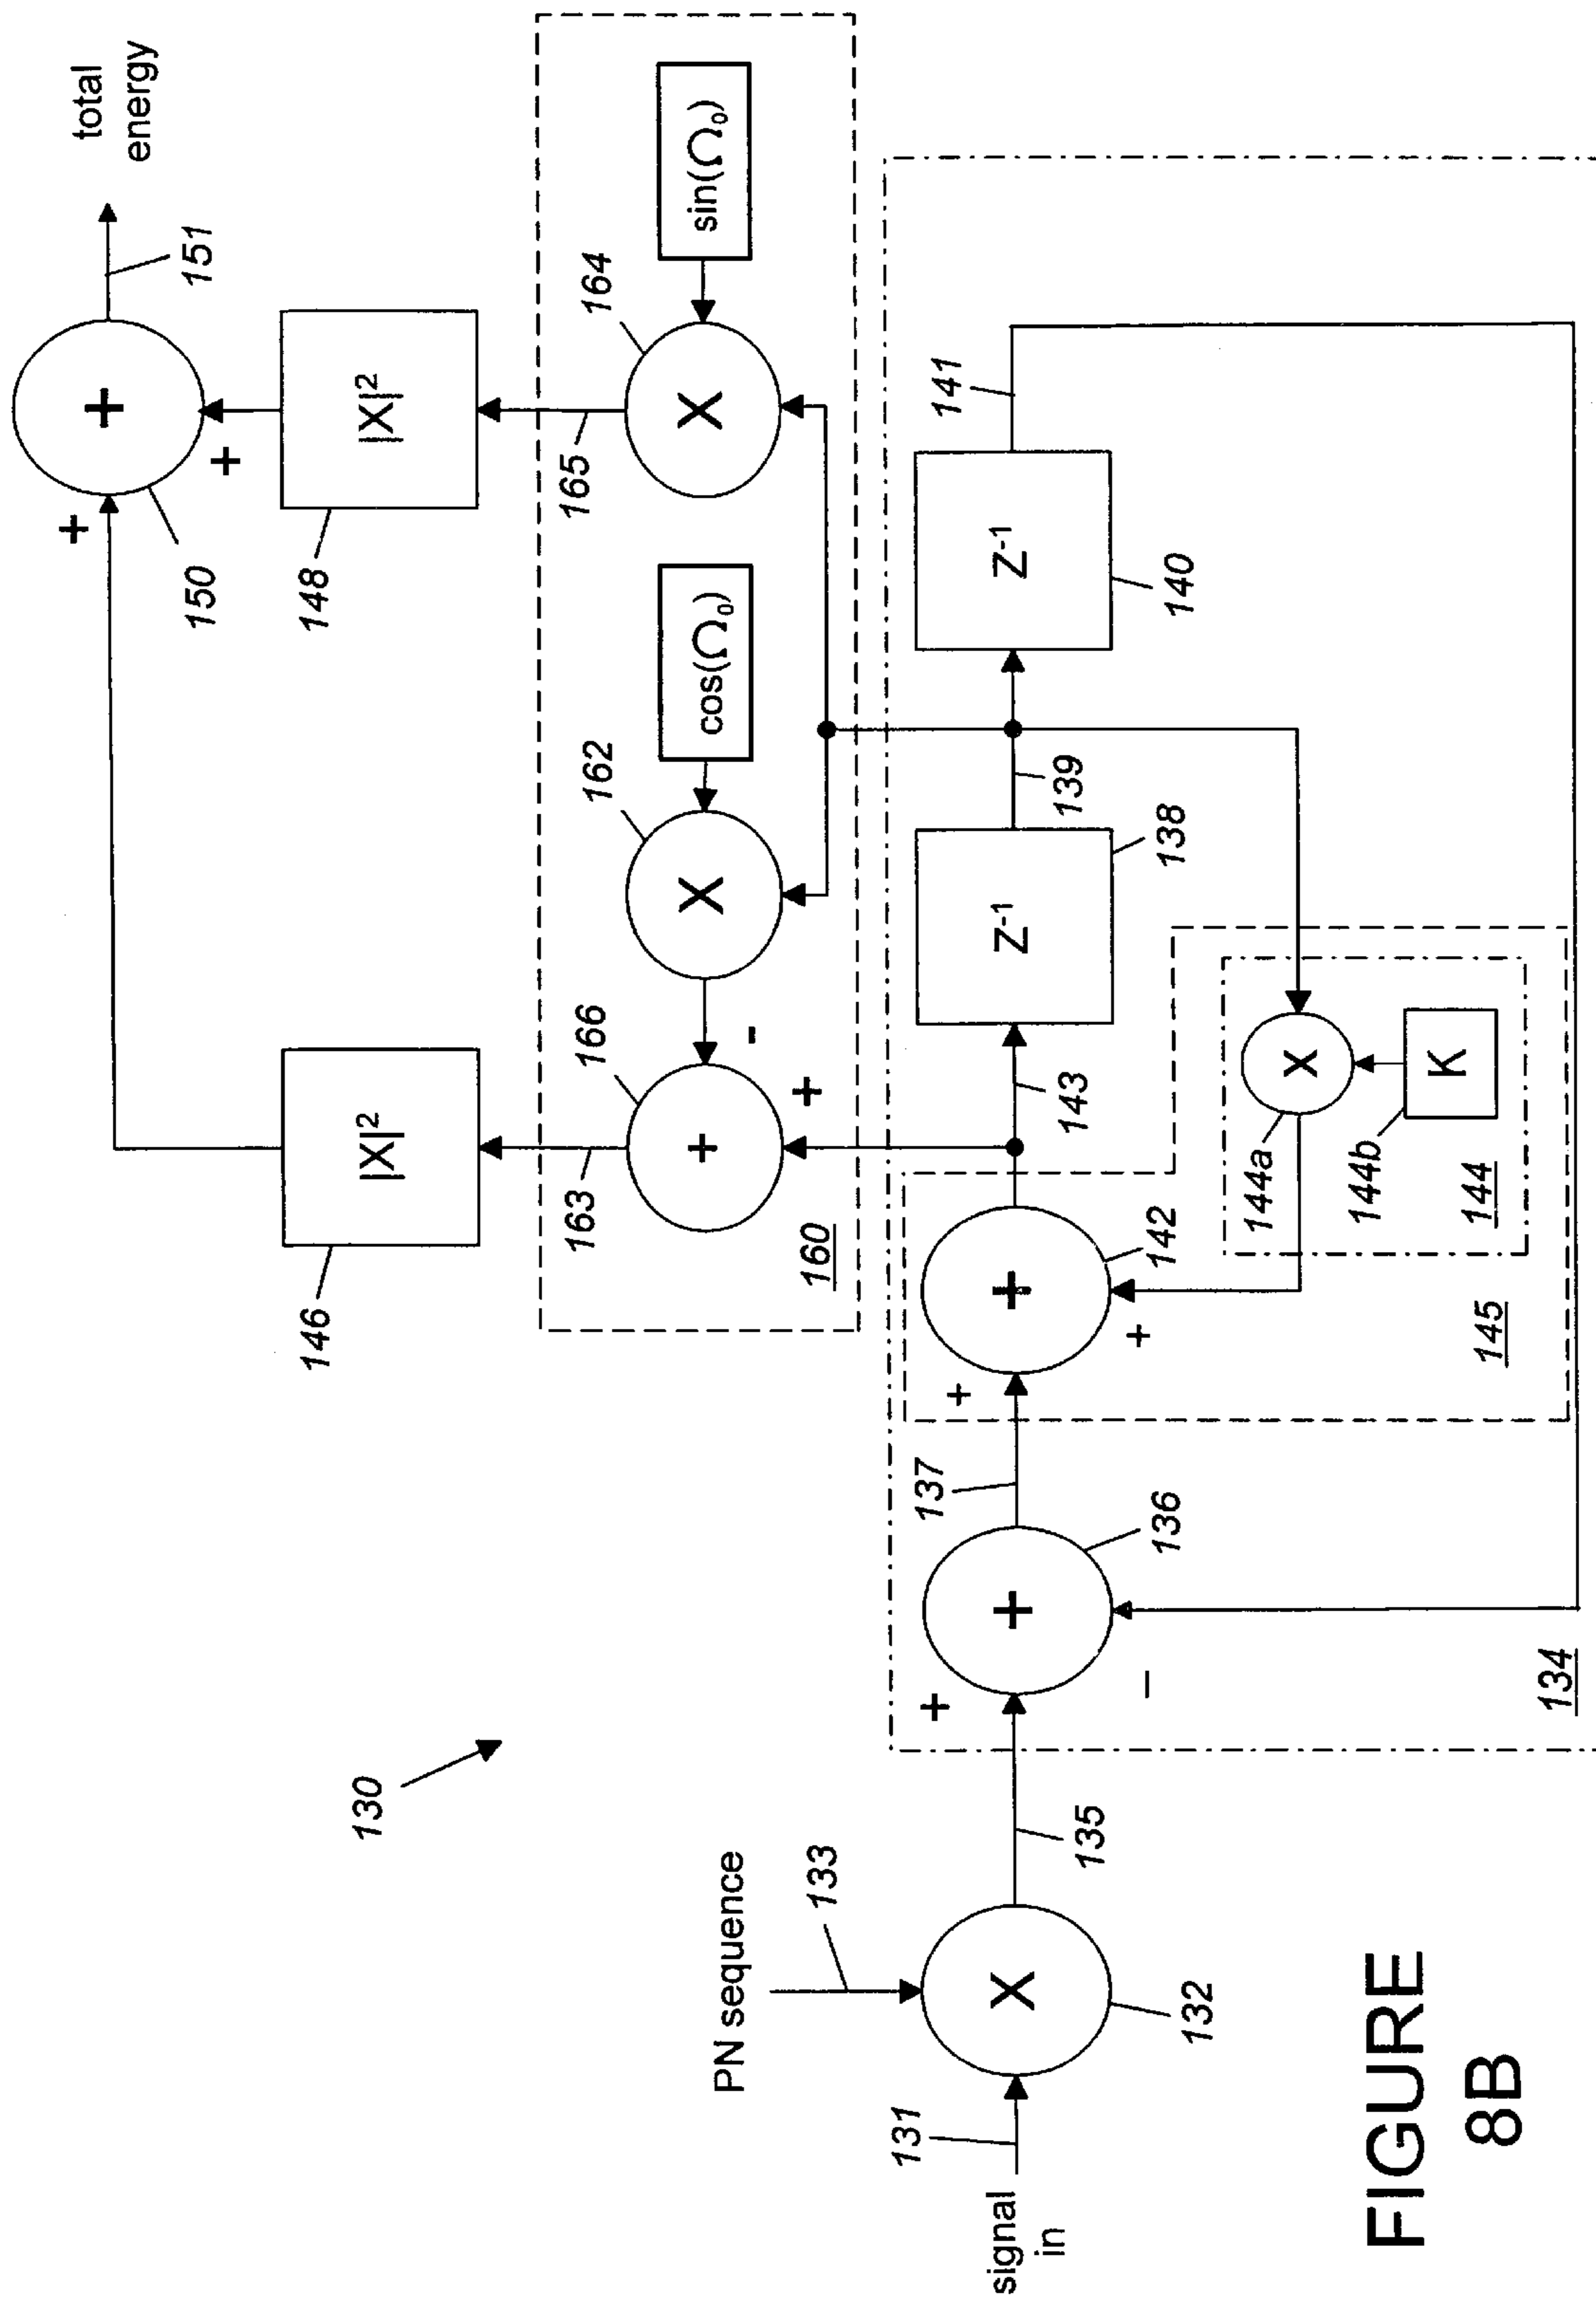 total
energy
+
151
+
+
150
|X|²
148
|X|²
146
sin(Ω₀)
164
X
165
cos(Ω₀)
162
X
166
-
+
+
163
160
141
Z⁻¹
140
139
Z⁻¹
138
143
+
142
+
+
X
144a
K
144b
144
145
137
+
136
+
−
134
130
PN sequence
133
135
X
132
131
signal
in
FIGURE
8B